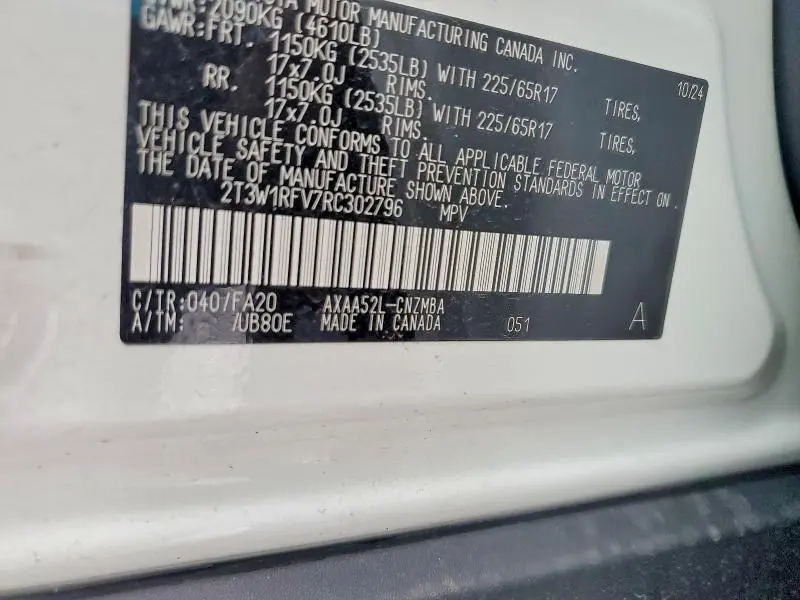 TA MOTOR MANUFACTURING CANADA INC.
GVWR: 2090KG (4610LB)
10/24
GAWR:FRT. 1150KG (2535LB) WITH 225/65R17 TIRES,
17x7.0J RIMS.
RR. 1150KG (2535LB) WITH 225/65R17 TIRES,
17x7.0J RIMS
THIS VEHICLE CONFORMS TO ALL APPLICABLE FEDERAL MOTOR
VEHICLE SAFETY AND THEFT PREVENTION STANDARDS IN EFFECT ON
THE DATE OF MANUFACTURE SHOWN ABOVE.
2T3W1RFV7RC302796 MPV
C/TR:040/FA20 AXAA52L-CNZMBA
A/TM: /UB80E MADE IN CANADA 051 A